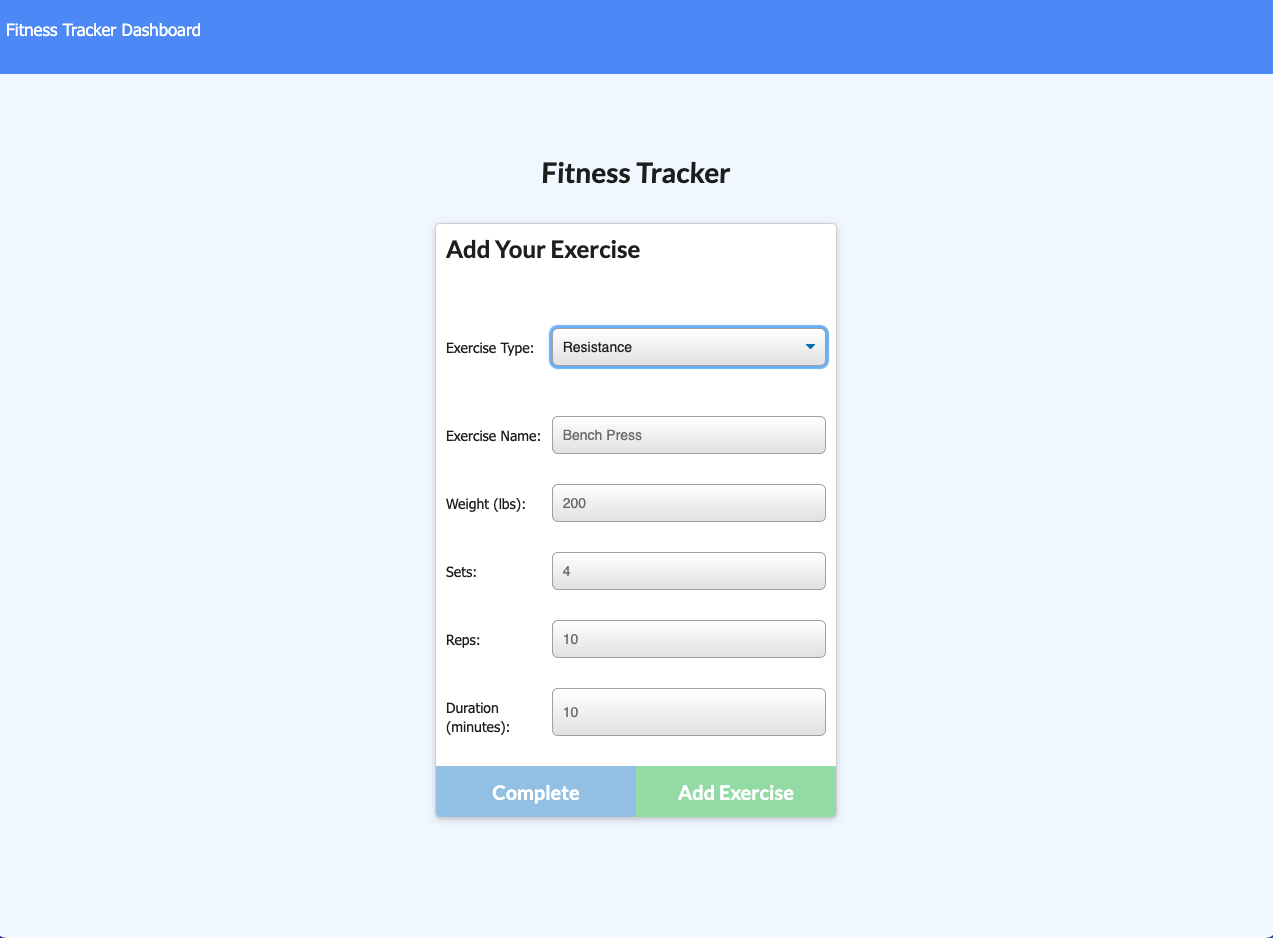 Fitness Tracker Dashboard
Fitness Tracker
Add Your Exercise
Exercise Type: Resistance
Exercise Name: Bench Press
Weight (lbs): 200
Sets: 4
Reps: 10
Duration
(minutes): 10
Complete Add Exercise